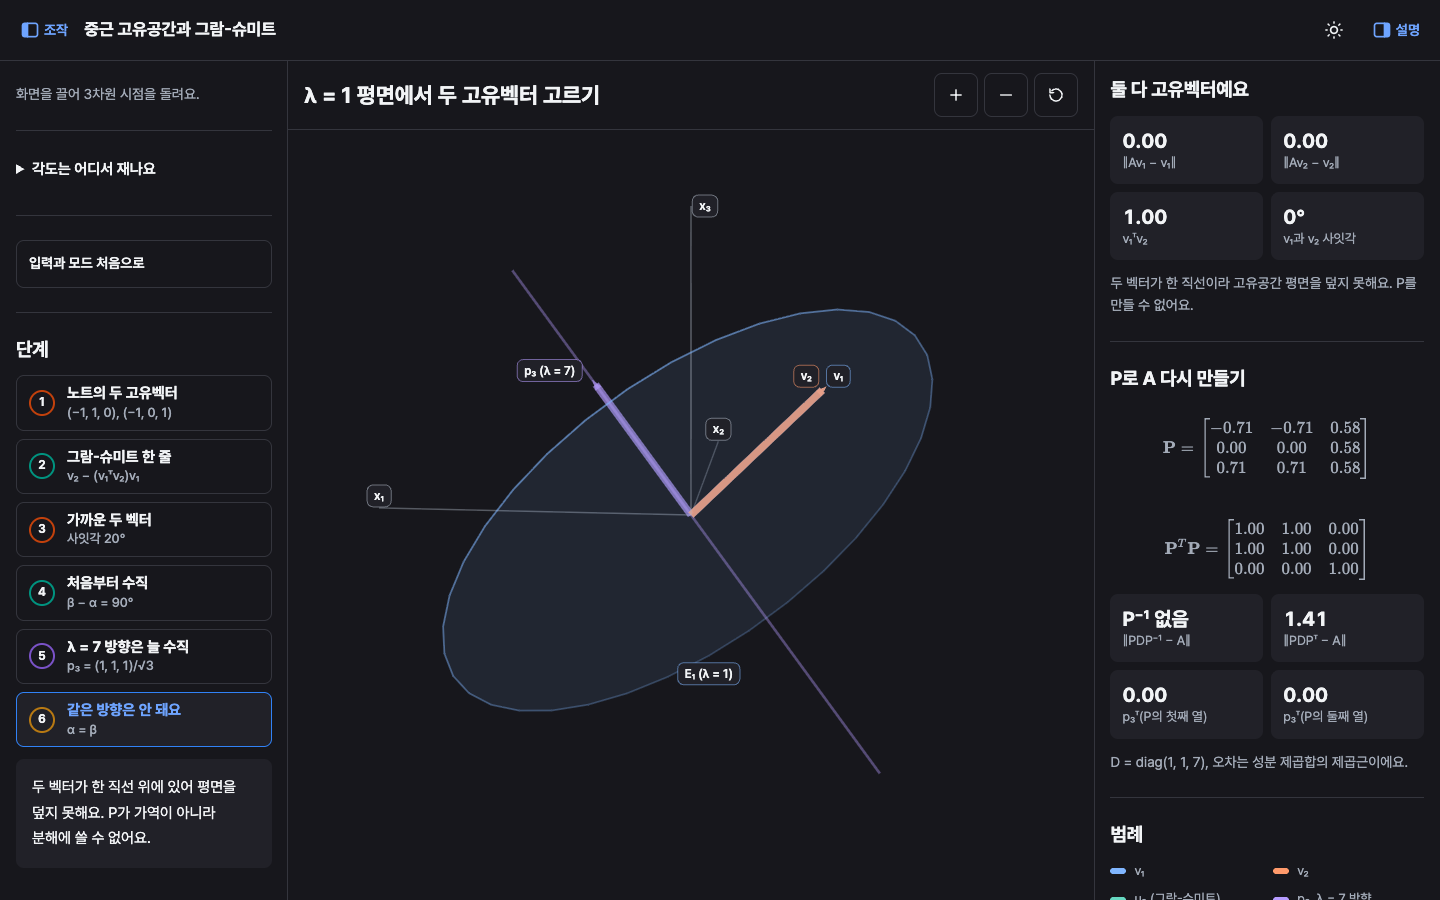 조작
중근 고유공간과 그람-슈미트
설명
화면을 끌어 3차원 시점을 돌려요.
각도는 어디서 재나요
입력과 모드 처음으로
단계
1
노트의 두 고유벡터
(−1, 1, 0), (−1, 0, 1)
2
그람-슈미트 한 줄
v₂ − (v₁ᵀv₂)v₁
3
가까운 두 벡터
사잇각 20°
4
처음부터 수직
β − α = 90°
5
λ = 7 방향은 늘 수직
p₃ = (1, 1, 1)/√3
6
같은 방향은 안 돼요
α = β
두 벡터가 한 직선 위에 있어 평면을
덮지 못해요. P가 가역이 아니라
분해에 쓸 수 없어요.
λ = 1 평면에서 두 고유벡터 고르기
x₃
p₃ (λ = 7)
v₂ v₁
x₂
x₁
E₁ (λ = 1)
둘 다 고유벡터예요
0.00 0.00
‖Av₁ − v₁‖ ‖Av₂ − v₂‖
1.00 0°
v₁ᵀv₂ v₁과 v₂ 사잇각
두 벡터가 한 직선이라 고유공간 평면을 덮지 못해요. P를
만들 수 없어요.
P로 A 다시 만들기
−0.71 −0.71 0.58
P = 0.00 0.00 0.58
0.71 0.71 0.58
1.00 1.00 0.00
PᵀP = 1.00 1.00 0.00
0.00 0.00 1.00
P⁻¹ 없음 1.41
‖PDP⁻¹ − A‖ ‖PDPᵀ − A‖
0.00 0.00
p₃ᵀ(P의 첫째 열) p₃ᵀ(P의 둘째 열)
D = diag(1, 1, 7), 오차는 성분 제곱합의 제곱근이에요.
범례
v₁ v₂
(그람-슈미트) p₃, λ = 7 방향